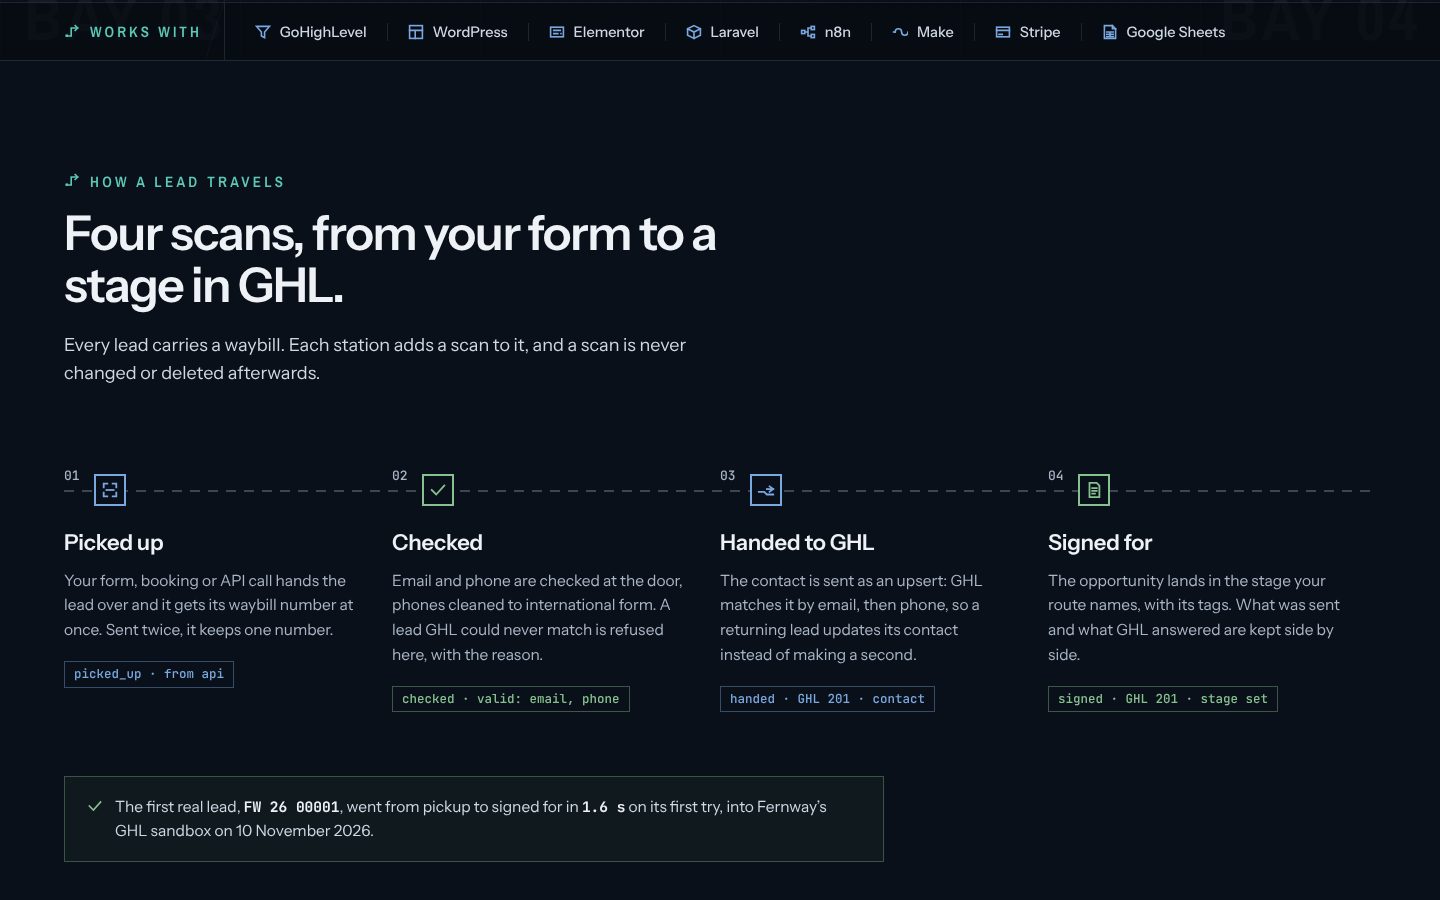 BAY 03
BAY 04
WORKS WITH
GoHighLevel
WordPress
Elementor
Laravel
n8n
Make
Stripe
Google Sheets
HOW A LEAD TRAVELS
Four scans, from your form to a
stage in GHL.
Every lead carries a waybill. Each station adds a scan to it, and a scan is never
changed or deleted afterwards.
01
Picked up
Your form, booking or API call hands the
lead over and it gets its waybill number at
once. Sent twice, it keeps one number.
picked_up · from api
02
Checked
Email and phone are checked at the door,
phones cleaned to international form. A
lead GHL could never match is refused
here, with the reason.
checked · valid: email, phone
03
Handed to GHL
The contact is sent as an upsert: GHL
matches it by email, then phone, so a
returning lead updates its contact
instead of making a second.
handed · GHL 201 · contact
04
Signed for
The opportunity lands in the stage your
route names, with its tags. What was sent
and what GHL answered are kept side by
side.
signed · GHL 201 · stage set
The first real lead, FW 26 00001, went from pickup to signed for in 1.6 s on its first try, into Fernway’s
GHL sandbox on 10 November 2026.